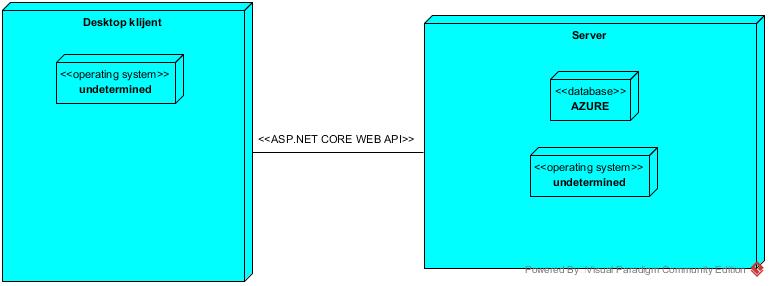 Desktop klijent
<<operating system>>
undetermined
<<ASP.NET CORE WEB API>>
Server
<<database>>
AZURE
<<operating system>>
undetermined
Powered By Visual Paradigm Community Edition